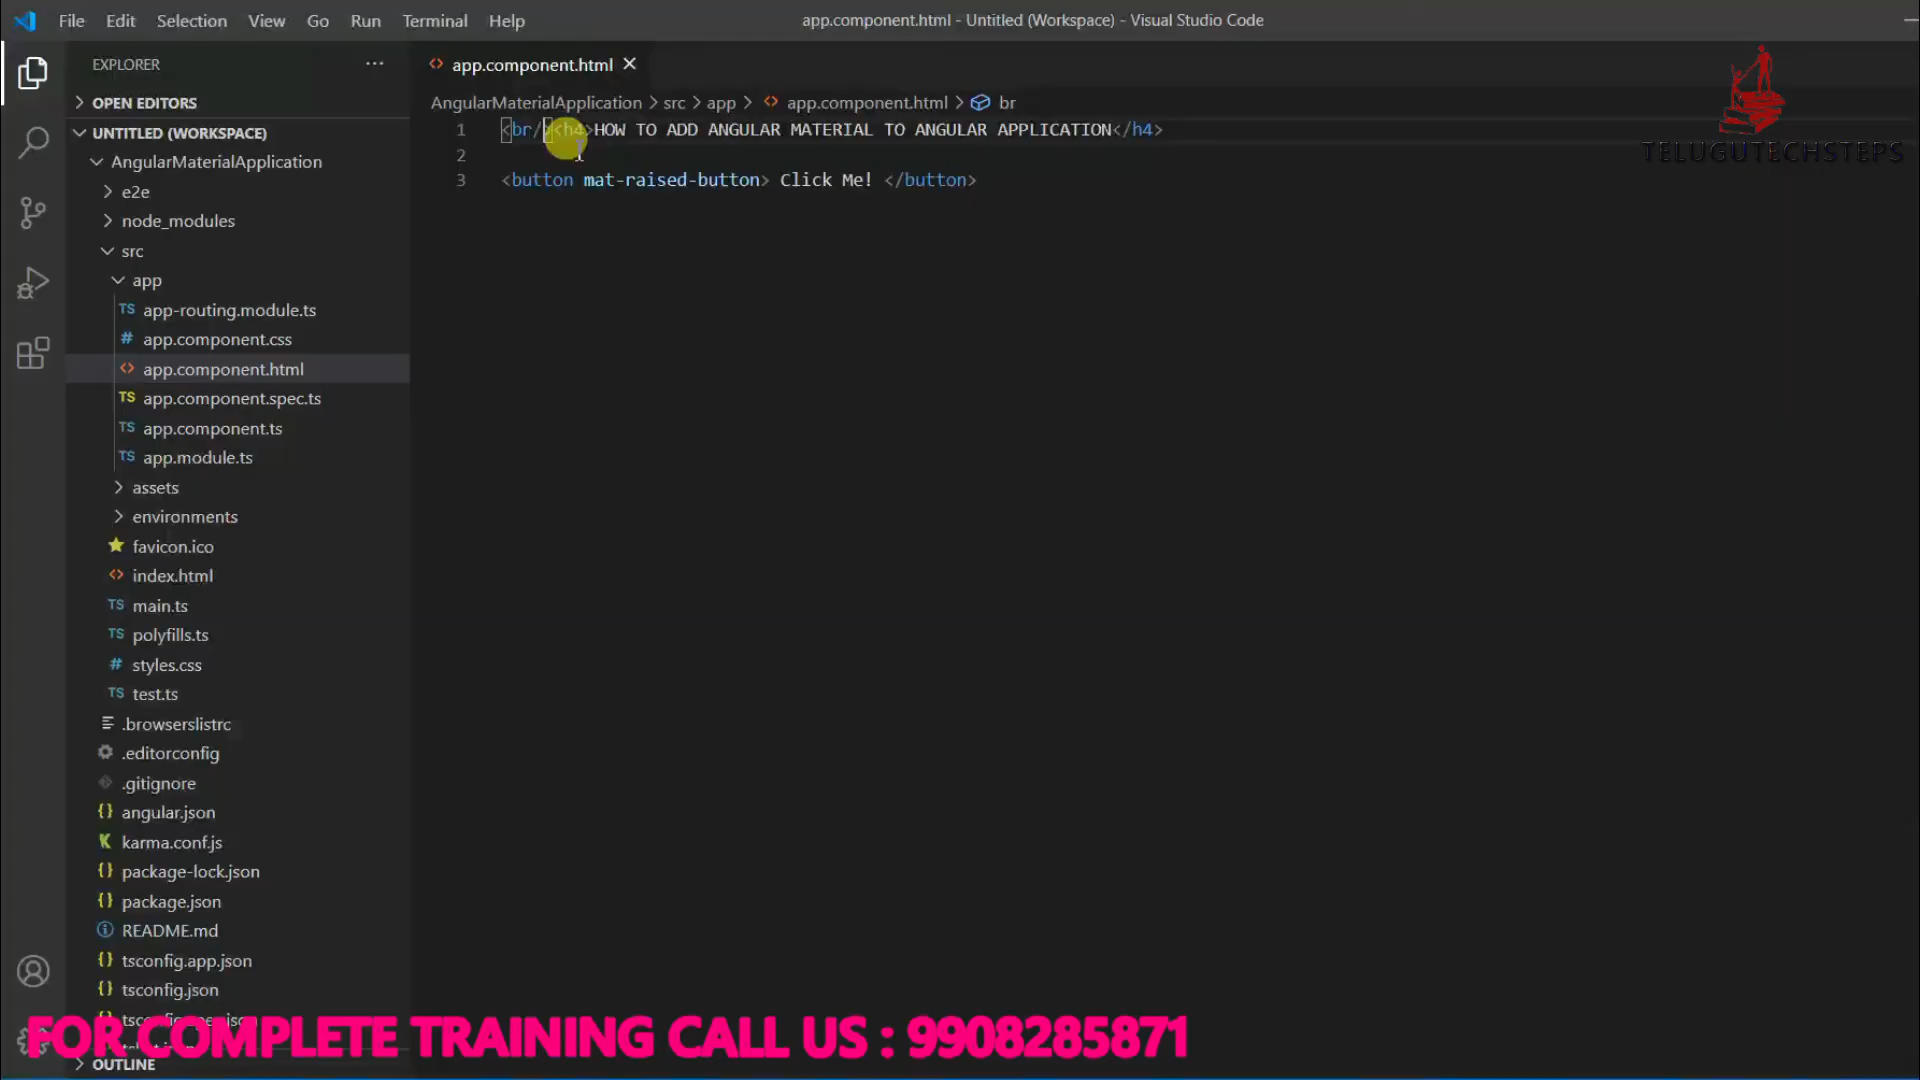 File Edit Selection View Go Run Terminal Help
app.component.html - Untitled (Workspace) - Visual Studio Code
EXPLORER
app.component.html
TELUGUTECHSTEPS
OPEN EDITORS
UNTITLED (WORKSPACE)
AngularMaterialApplication
e2e
node_modules
src
app
app-routing.module.ts
app.component.css
app.component.html
app.component.spec.ts
app.component.ts
app.module.ts
assets
environments
favicon.ico
index.html
main.ts
polyfills.ts
styles.css
test.ts
.browserslistrc
.editorconfig
.gitignore
angular.json
karma.conf.js
package-lock.json
package.json
README.md
tsconfig.app.json
tsconfig.json
OUTLINE
AngularMaterialApplication > src > app > app.component.html > br
1 <br/><h4>HOW TO ADD ANGULAR MATERIAL TO ANGULAR APPLICATION</h4>
2
3 <button mat-raised-button> Click Me! </button>
FOR COMPLETE TRAINING CALL US : 9908285871